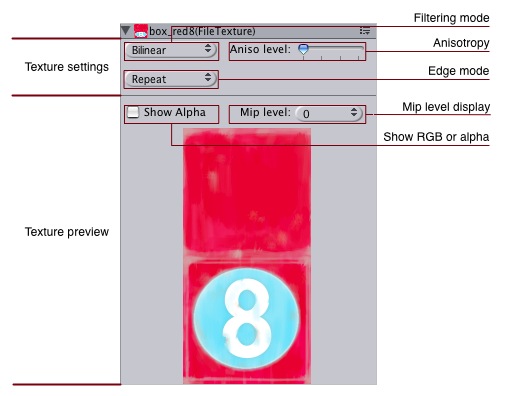 Filtering mode
box_red8(FileTexture)
Bilinear
Aniso level:
Anisotropy
Texture settings
Repeat
Edge mode
Show Alpha
Mip level:
0
Mip level display
Show RGB or alpha
Texture preview
8